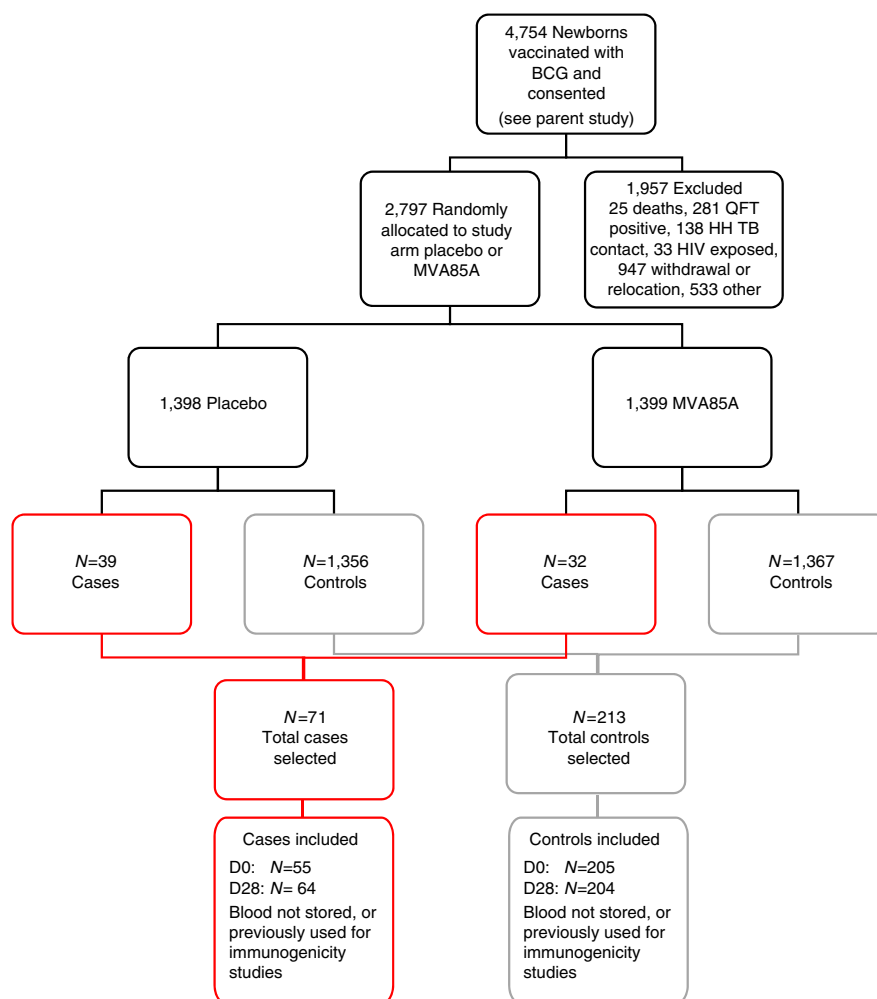 4,754 Newborns
vaccinated with
BCG and
consented
(see parent study)
2,797 Randomly
allocated to study
arm placebo or
MVA85A
1,957 Excluded
25 deaths, 281 QFT
positive, 138 HH TB
contact, 33 HIV exposed,
947 withdrawal or
relocation, 533 other
1,398 Placebo
1,399 MVA85A
N=39
Cases
N=1,356
Controls
N=32
Cases
N=1,367
Controls
N=71
Total cases
selected
N=213
Total controls
selected
Cases included
D0: N=55
D28: N= 64
Blood not stored, or
previously used for
immunogenicity
studies
Controls included
D0: N=205
D28: N=204
Blood not stored, or
previously used for
immunogenicity
studies